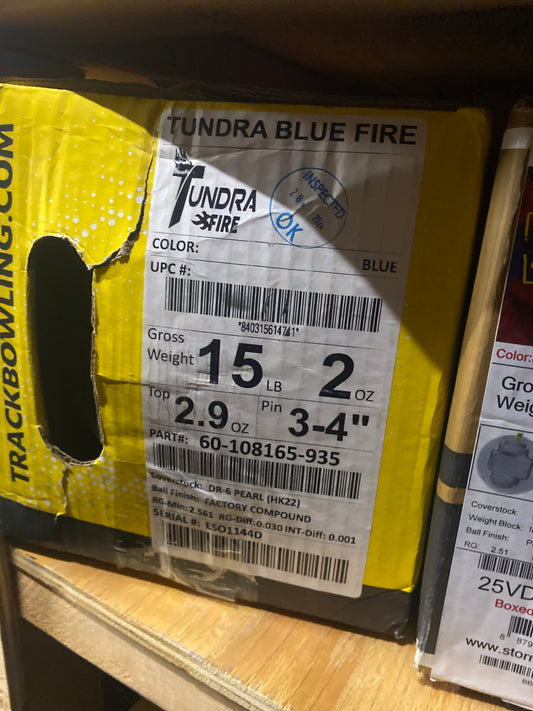 TRACKBOWLING.COM
TUNDRA BLUE FIRE
TUNDRA
FIRE
INSPECTED
OK
COLOR: BLUE
UPC #:
*840315614741*
Gross Weight 15 LB 2 OZ
Top 2.9 OZ Pin 3-4"
PART#: 60-108165-935
Coverstock: DR-6 PEARL (HK22)
Ball Finish: FACTORY COMPOUND
RG-Min: 2.561 RG-Diff: 0.030 INT-Diff: 0.001
SERIAL #: ESO1144D
Color:
Gro
Weig
Coverstock:
Weight Block:
Ball Finish:
RG: 2.51
25VD
Boxed
8 879
www.storm